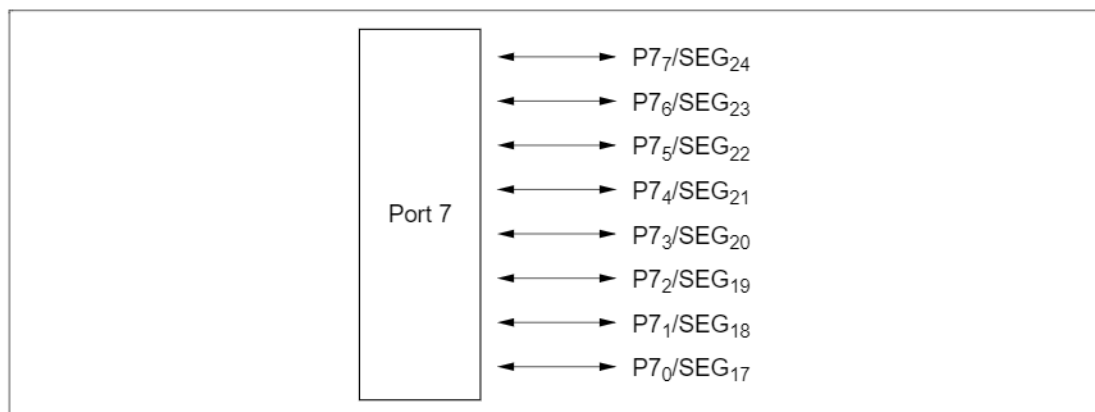 P7₇/SEG₂₄
P7₆/SEG₂₃
P7₅/SEG₂₂
P7₄/SEG₂₁
Port 7
P7₃/SEG₂₀
P7₂/SEG₁₉
P7₁/SEG₁₈
P7₀/SEG₁₇